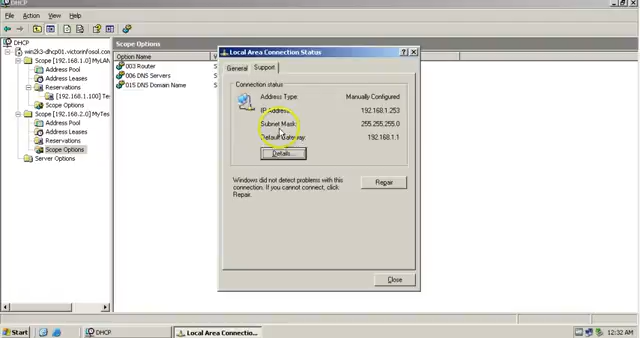 DHCP
File Action View Help
DHCP
win2k3-dhcp01.victorinfosol.com
Scope [192.168.1.0] MyLAN
Address Pool
Address Leases
Reservations
[192.168.1.100] Tes
Scope Options
Scope [192.168.2.0] MyTes
Address Pool
Address Leases
Reservations
Scope Options
Server Options
Scope Options
Option Name
003 Router
006 DNS Servers
015 DNS Domain Name
Local Area Connection Status
General Support
Connection status
Address Type Manually Configured
IP Address: 192.168.1.253
Subnet Mask: 255.255.255.0
Default Gateway: 192.168.1.1
Details...
Windows did not detect problems with this
connection. If you cannot connect, click
Repair.
Repair
Close
Start DHCP Local Area Connectio... 12:32 AM